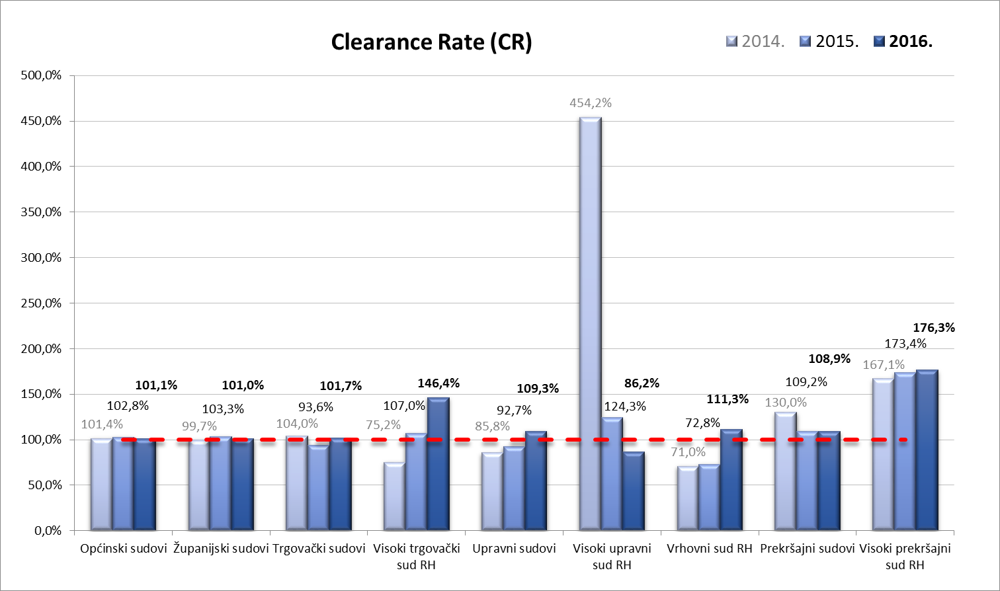 Clearance Rate (CR)
2014. 2015. 2016.
500,0%
450,0%
400,0%
350,0%
300,0%
250,0%
200,0%
150,0%
100,0%
50,0%
0,0%
101,4% 102,8% 101,1%
99,7% 103,3% 101,0%
104,0% 93,6% 101,7%
75,2% 107,0% 146,4%
85,8% 92,7% 109,3%
454,2% 124,3% 86,2%
71,0% 72,8% 111,3%
130,0% 109,2% 108,9%
167,1% 173,4% 176,3%
Općinski sudovi
Županijski sudovi
Trgovački sudovi
Visoki trgovački
sud RH
Upravni sudovi
Visoki upravni
sud RH
Vrhovni sud RH
Prekršajni sudovi
Visoki prekršajni
sud RH